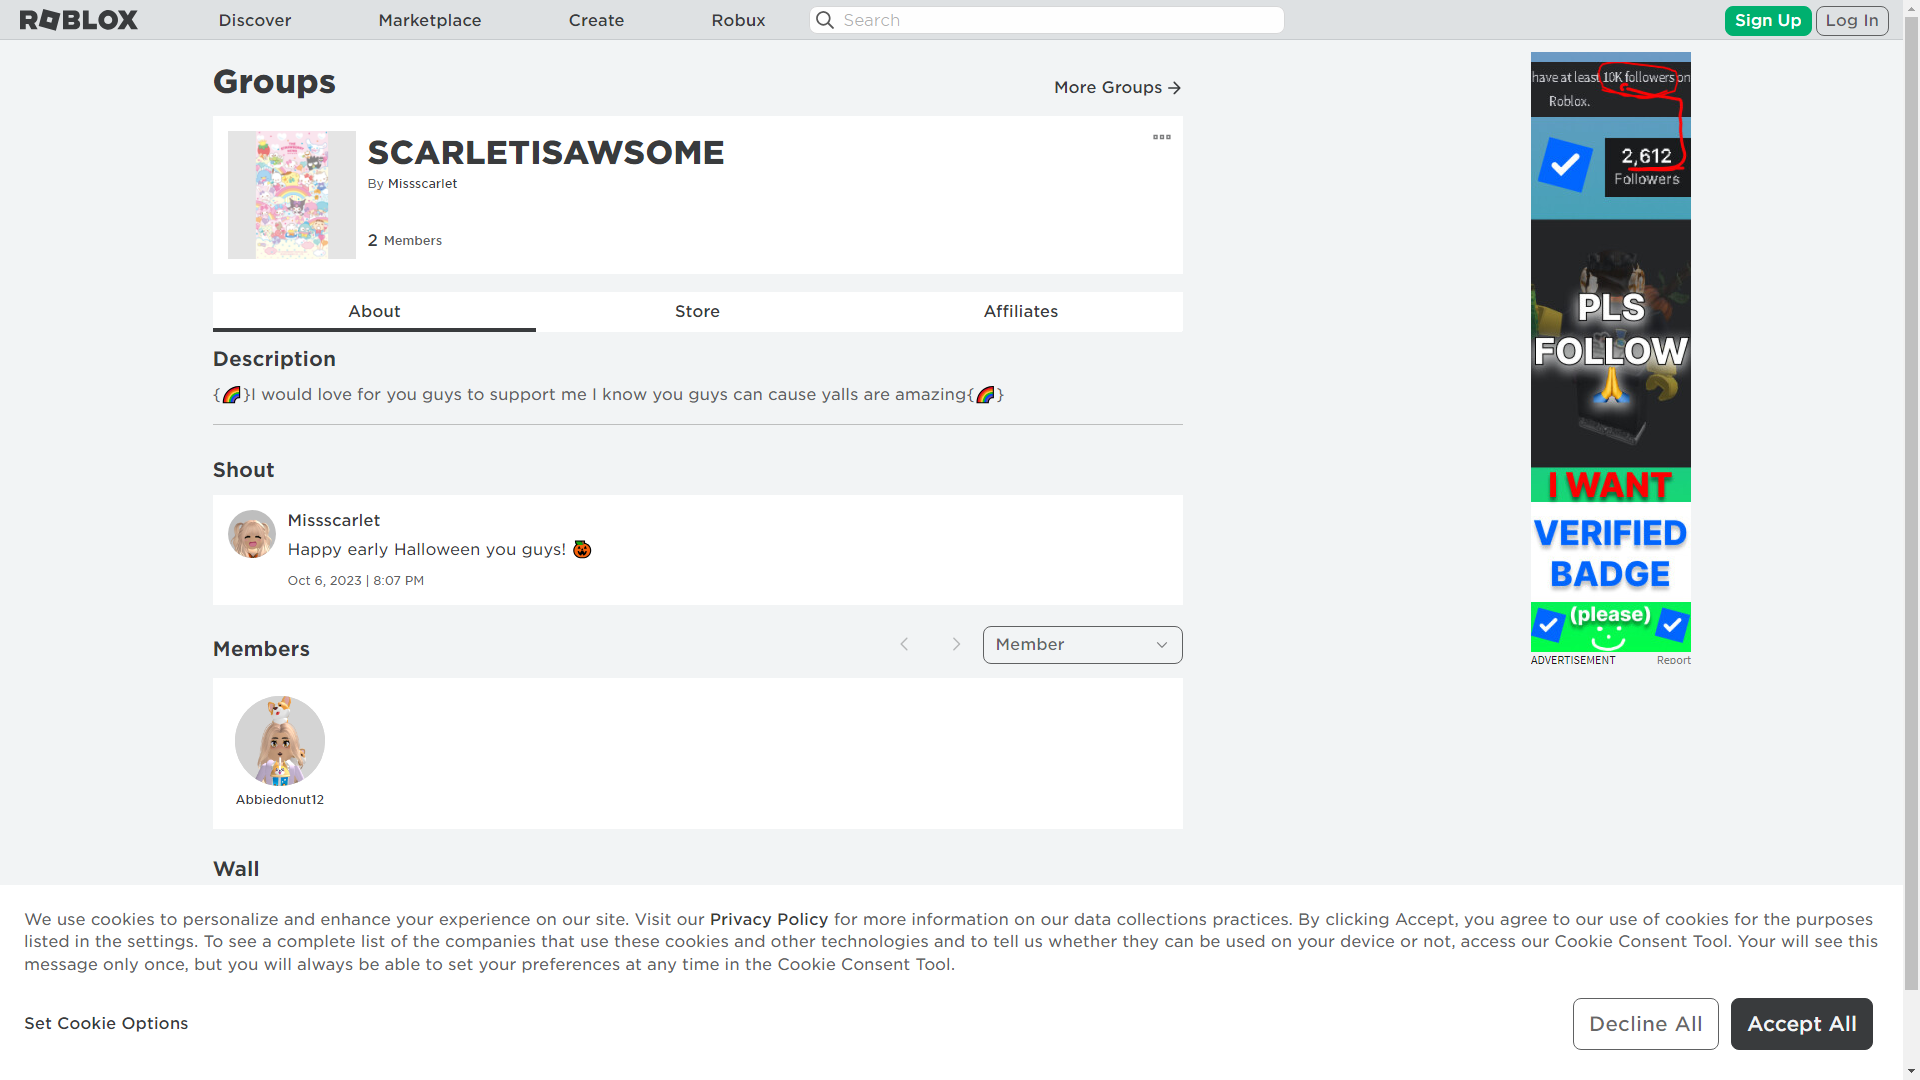 ROBLOX
Discover
Marketplace
Create
Robux
Search
Sign Up
Log In
Groups
More Groups
SCARLETISAWSOME
By Missscarlet
2 Members
About
Store
Affiliates
Description
{🌈}I would love for you guys to support me I know you guys can cause yalls are amazing{🌈}
Shout
Missscarlet
Happy early Halloween you guys! 🎃
Oct 6, 2023 | 8:07 PM
Members
Member
Abbiedonut12
Wall
have at least 10K followers on
Roblox.
2,612
Followers
PLS
FOLLOW
🙏
I WANT
VERIFIED
BADGE
(please)
ADVERTISEMENT
Report
We use cookies to personalize and enhance your experience on our site. Visit our Privacy Policy for more information on our data collections practices. By clicking Accept, you agree to our use of cookies for the purposes
listed in the settings. To see a complete list of the companies that use these cookies and other technologies and to tell us whether they can be used on your device or not, access our Cookie Consent Tool. Your will see this
message only once, but you will always be able to set your preferences at any time in the Cookie Consent Tool.
Set Cookie Options
Decline All
Accept All